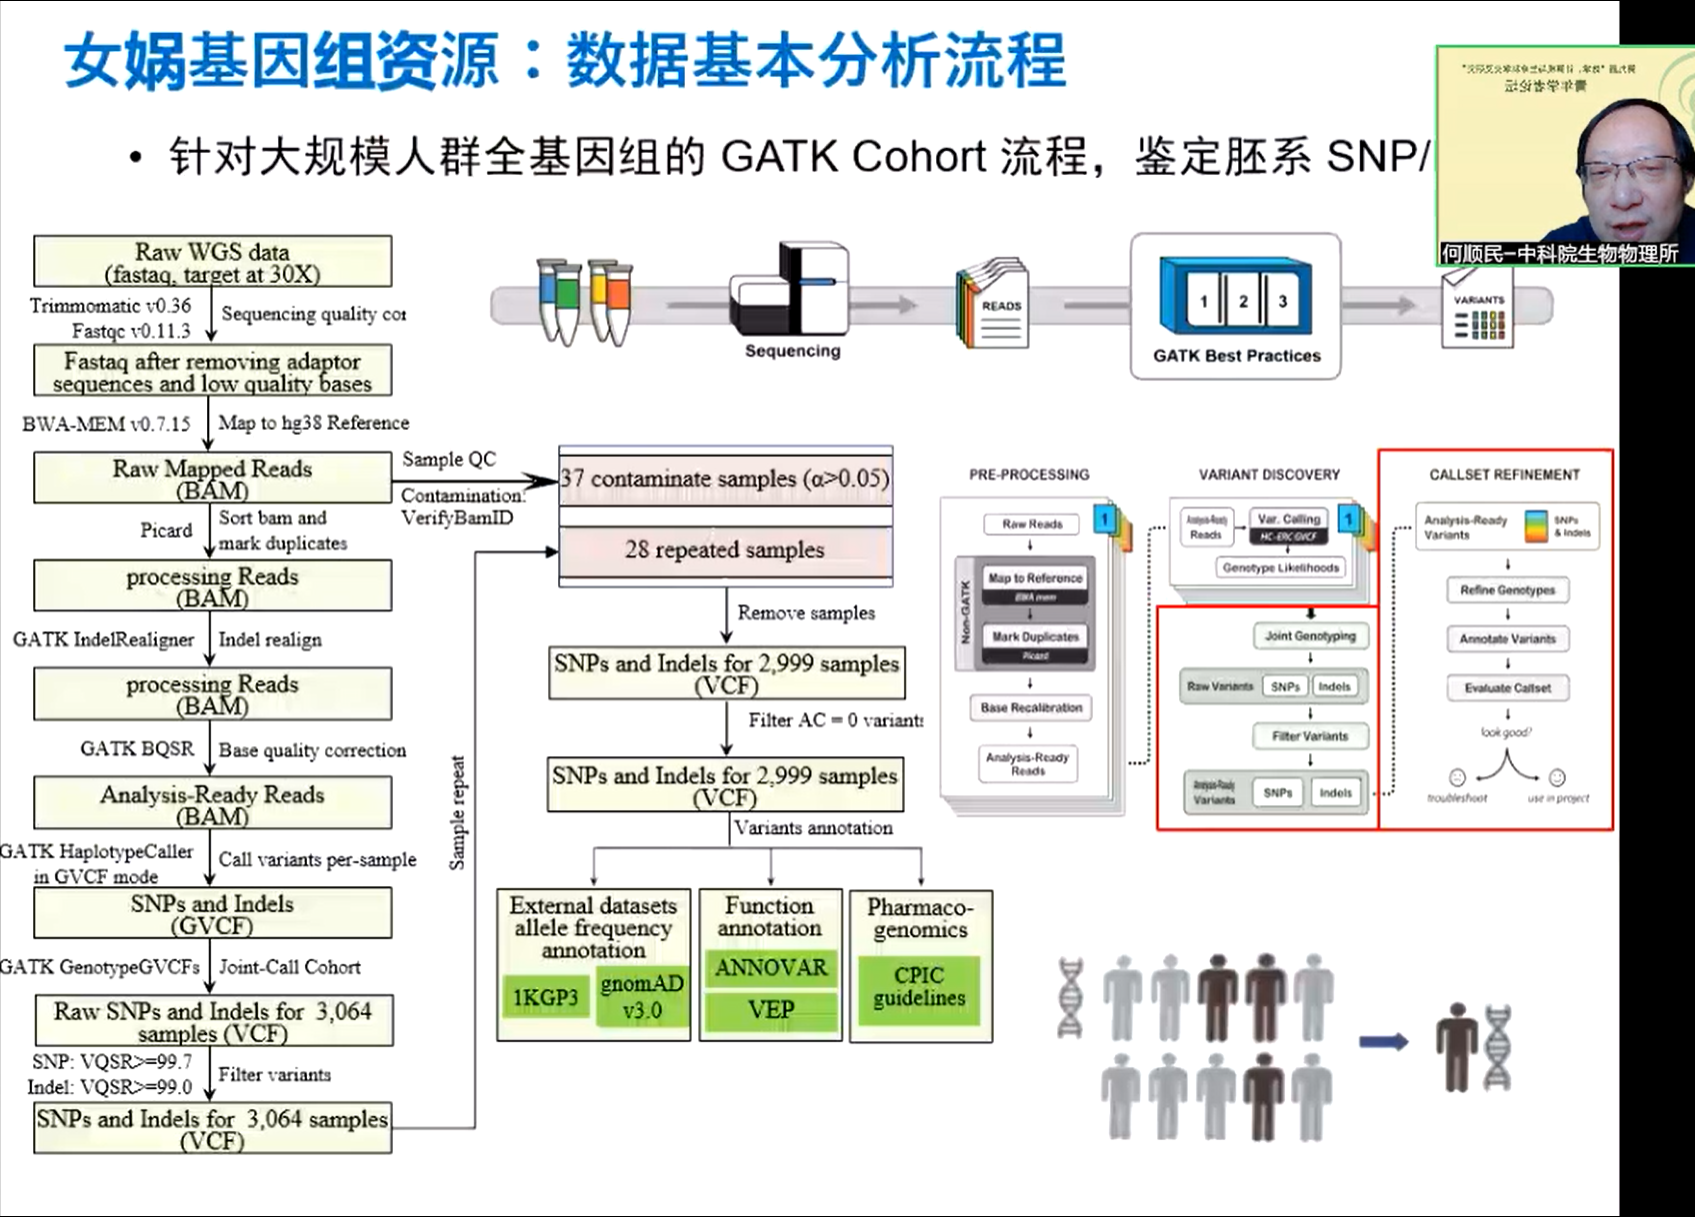 女娲基因组资源：数据基本分析流程
• 针对大规模人群全基因组的 GATK Cohort 流程，鉴定胚系 SNP/
青年学者论坛
何顺民-中科院生物物理所
Raw WGS data
(fastaq, target at 30X)
Trimmomatic v0.36
Fastqc v0.11.3
Sequencing quality cor
Fastaq after removing adaptor
sequences and low quality bases
BWA-MEM v0.7.15
Map to hg38 Reference
Raw Mapped Reads
(BAM)
Sample QC
Contamination:
VerifyBamID
Picard
Sort bam and
mark duplicates
processing Reads
(BAM)
GATK IndelRealigner
Indel realign
processing Reads
(BAM)
GATK BQSR
Base quality correction
Analysis-Ready Reads
(BAM)
GATK HaplotypeCaller
in GVCF mode
Call variants per-sample
SNPs and Indels
(GVCF)
GATK GenotypeGVCFs
Joint-Call Cohort
Raw SNPs and Indels for 3,064
samples (VCF)
SNP: VQSR>=99.7
Indel: VQSR>=99.0
Filter variants
SNPs and Indels for 3,064 samples
(VCF)
Sample repeat
37 contaminate samples (α>0.05)
28 repeated samples
Remove samples
SNPs and Indels for 2,999 samples
(VCF)
Filter AC = 0 variants
SNPs and Indels for 2,999 samples
(VCF)
Variants annotation
External datasets
allele frequency
annotation
1KGP3
gnomAD
v3.0
Function
annotation
ANNOVAR
VEP
Pharmaco-
genomics
CPIC
guidelines
Sequencing
READS
1 2 3
GATK Best Practices
VARIANTS
PRE-PROCESSING
Raw Reads
1
Non-GATK
Map to Reference
BWA mem
Mark Duplicates
Picard
Base Recalibration
Analysis-Ready
Reads
VARIANT DISCOVERY
Analysis-Ready
Reads
Var. Calling
HC-ERC GVCF
1
Genotype Likelihoods
Joint Genotyping
Raw Variants
SNPs
Indels
Filter Variants
Analysis-Ready
Variants
SNPs
Indels
CALLSET REFINEMENT
Analysis-Ready
Variants
SNPs
& Indels
Refine Genotypes
Annotate Variants
Evaluate Callset
look good?
troubleshoot
use in project